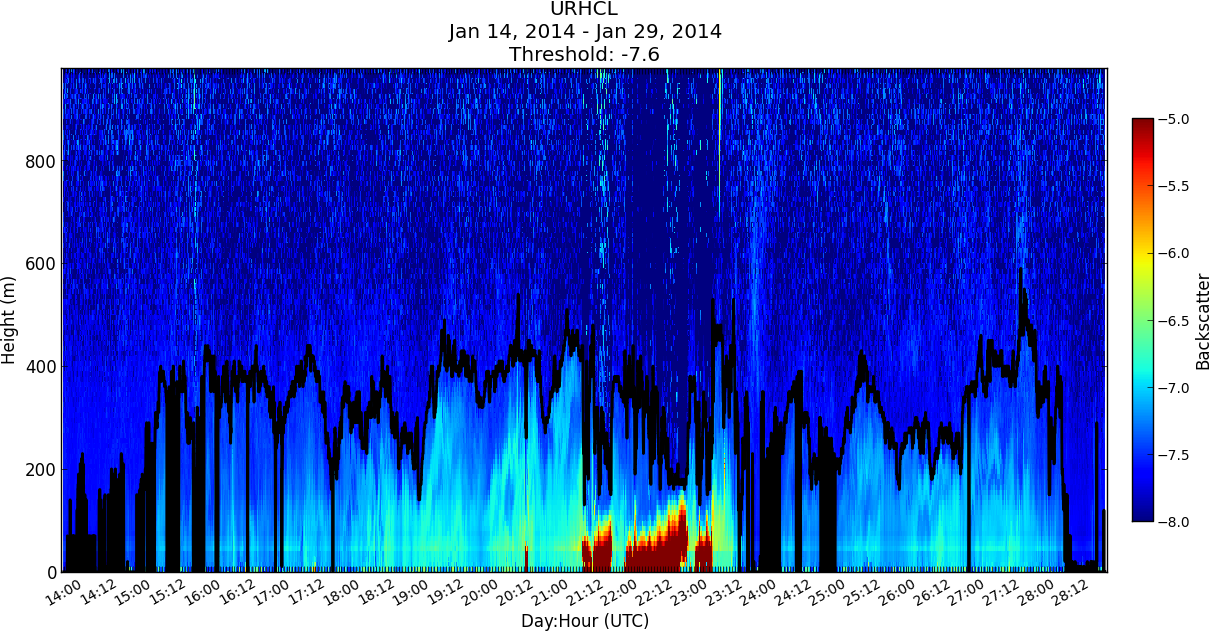 URHCL
Jan 14, 2014 - Jan 29, 2014
Threshold: -7.6
Height (m)
800
600
400
200
0
14:00 14:12 15:00 15:12 16:00 16:12 17:00 17:12 18:00 18:12 19:00 19:12 20:00 20:12 21:00 21:12 22:00 22:12 23:00 23:12 24:00 24:12 25:00 25:12 26:00 26:12 27:00 27:12 28:00 28:12
Day:Hour (UTC)
−5.0
−5.5
−6.0
−6.5
−7.0
−7.5
−8.0
Backscatter